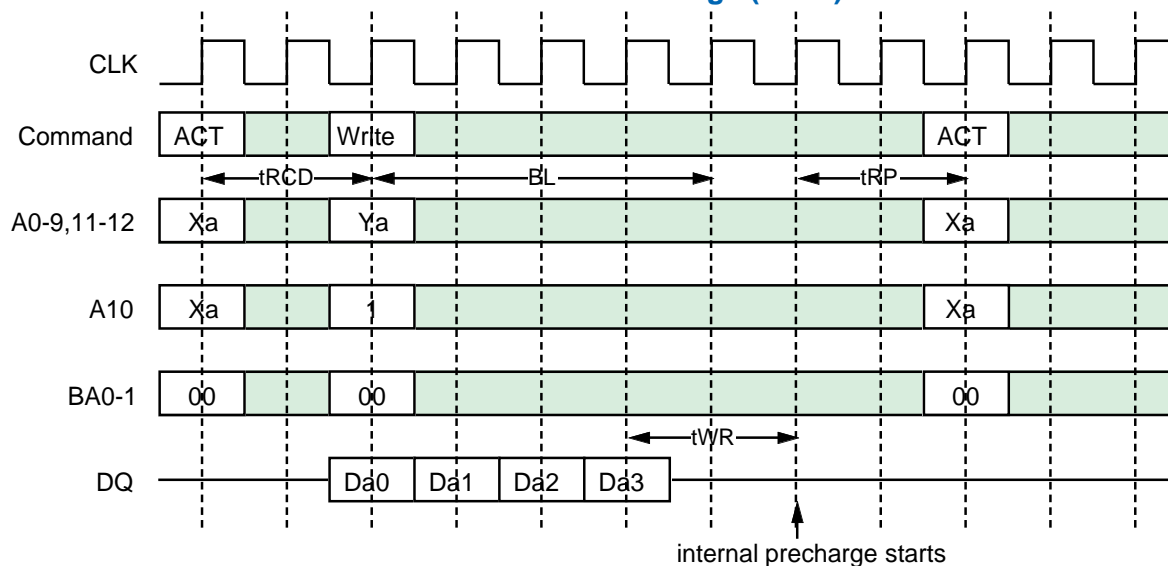 CLK
Command ACT Write ACT
tRCD BL tRP
A0-9,11-12 Xa Ya Xa
A10 Xa 1 Xa
BA0-1 00 00 00
tWR
DQ Da0 Da1 Da2 Da3
internal precharge starts